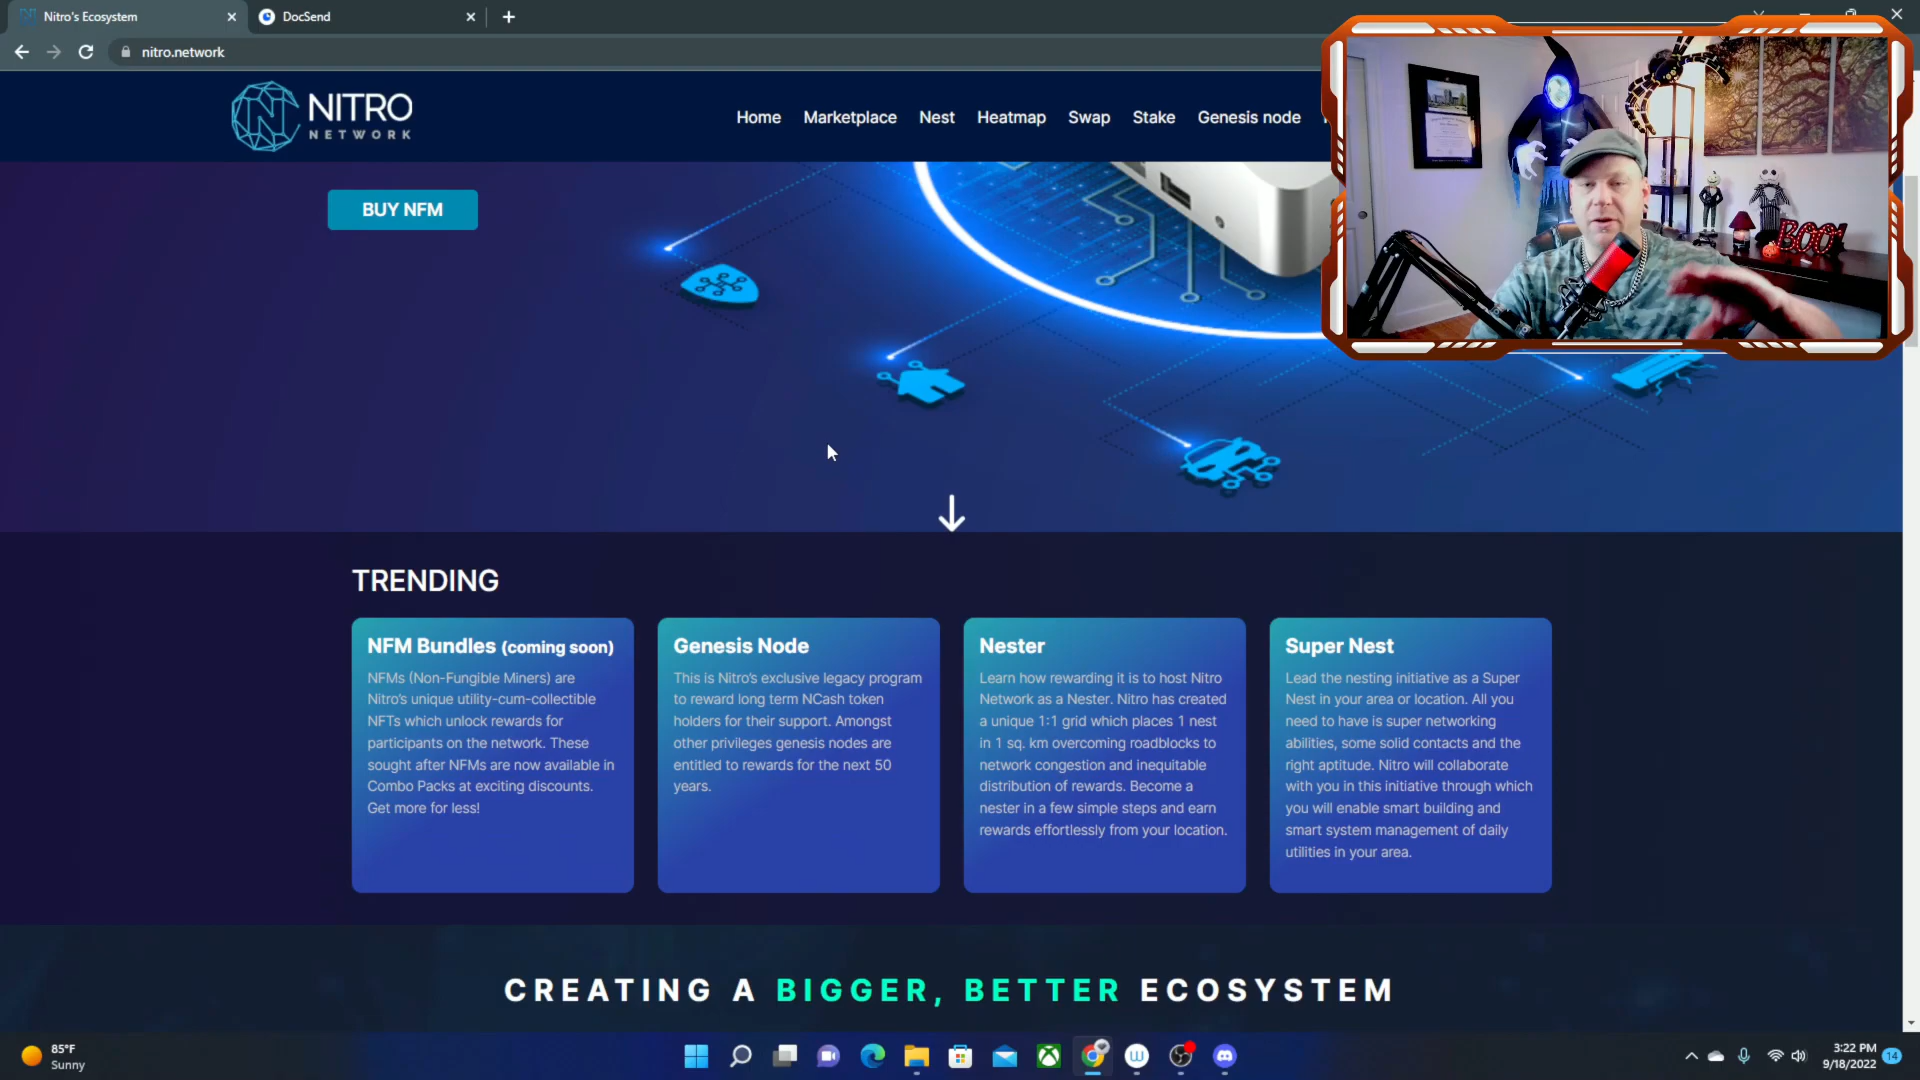 Nitro's Ecosystem
DocSend
nitro.network
NITRO
NETWORK
Home
Marketplace
Nest
Heatmap
Swap
Stake
Genesis node
BUY NFM
BOO!
TRENDING
NFM Bundles (coming soon)
NFMs (Non-Fungible Miners) are
Nitro's unique utility-cum-collectible
NFTs which unlock rewards for
participants on the network. These
sought after NFMs are now available in
Combo Packs at exciting discounts.
Get more for less!
Genesis Node
This is Nitro's exclusive legacy program
to reward long term NCash token
holders for their support. Amongst
other privileges genesis nodes are
entitled to rewards for the next 50
years.
Nester
Learn how rewarding it is to host Nitro
Network as a Nester. Nitro has created
a unique 1:1 grid which places 1 nest
in 1 sq. km overcoming roadblocks to
network congestion and inequitable
distribution of rewards. Become a
nester in a few simple steps and earn
rewards effortlessly from your location.
Super Nest
Lead the nesting initiative as a Super
Nest in your area or location. All you
need to have is super networking
abilities, some solid contacts and the
right aptitude. Nitro will collaborate
with you in this initiative through which
you will enable smart building and
smart system management of daily
utilities in your area.
CREATING A BIGGER, BETTER ECOSYSTEM
85°F
Sunny
3:22 PM
9/18/2022
14